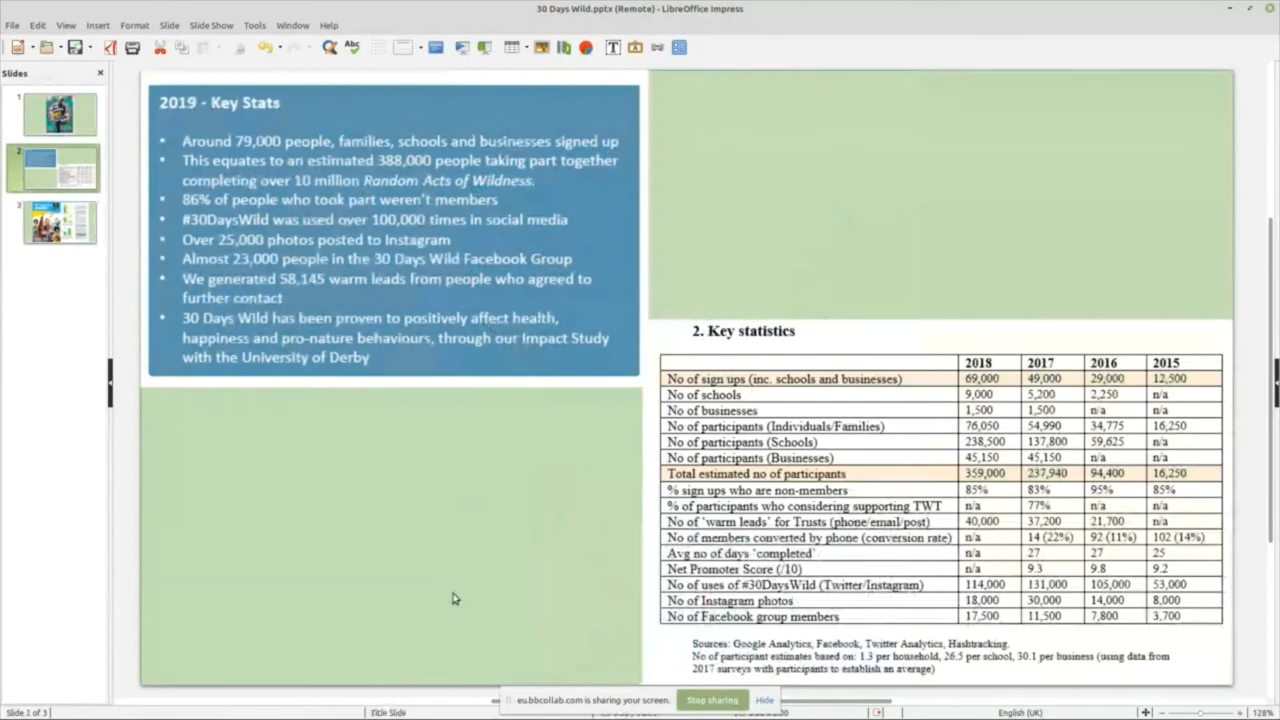 30 Days Wild.pptx (Remote) - LibreOffice Impress
File Edit View Insert Format Slide Slide Show Tools Window Help
Slides
1
2
3
2019 - Key Stats
• Around 79,000 people, families, schools and businesses signed up
• This equates to an estimated 388,000 people taking part together
completing over 10 million Random Acts of Wildness.
• 86% of people who took part weren't members
• #30DaysWild was used over 100,000 times in social media
• Over 25,000 photos posted to Instagram
• Almost 23,000 people in the 30 Days Wild Facebook Group
• We generated 58,145 warm leads from people who agreed to
further contact
• 30 Days Wild has been proven to positively affect health,
happiness and pro-nature behaviours, through our Impact Study
with the University of Derby
2. Key statistics
2018 2017 2016 2015
No of sign ups (inc. schools and businesses) 69,000 49,000 29,000 12,500
No of schools 9,000 5,200 2,250 n/a
No of businesses 1,500 1,500 n/a n/a
No of participants (Individuals/Families) 76,050 54,990 34,775 16,250
No of participants (Schools) 238,500 137,800 59,625 n/a
No of participants (Businesses) 45,150 45,150 n/a n/a
Total estimated no of participants 359,000 237,940 94,400 16,250
% sign ups who are non-members 85% 83% 95% 85%
% of participants who considering supporting TWT n/a 77% n/a n/a
No of 'warm leads' for Trusts (phone/email/post) 40,000 37,200 21,700 n/a
No of members converted by phone (conversion rate) n/a 14 (22%) 92 (11%) 102 (14%)
Avg no of days 'completed' n/a 27 27 25
Net Promoter Score (/10) n/a 9.3 9.8 9.2
No of uses of #30DaysWild (Twitter/Instagram) 114,000 131,000 105,000 53,000
No of Instagram photos 18,000 30,000 14,000 8,000
No of Facebook group members 17,500 11,500 7,800 3,700
Sources: Google Analytics, Facebook, Twitter Analytics, Hashtracking.
No of participant estimates based on: 1.3 per household, 26.5 per school, 30.1 per business (using data from
2017 surveys with participants to establish an average)
eu.bbcollab.com is sharing your screen. Stop sharing Hide
Slide 2 of 3 Title Slide English (UK) 128%